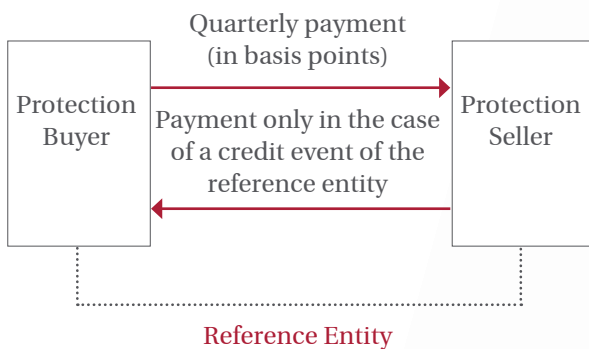 Quarterly payment
(in basis points)
Protection
Buyer
Payment only in the case
of a credit event of the
reference entity
Protection
Seller
Reference Entity